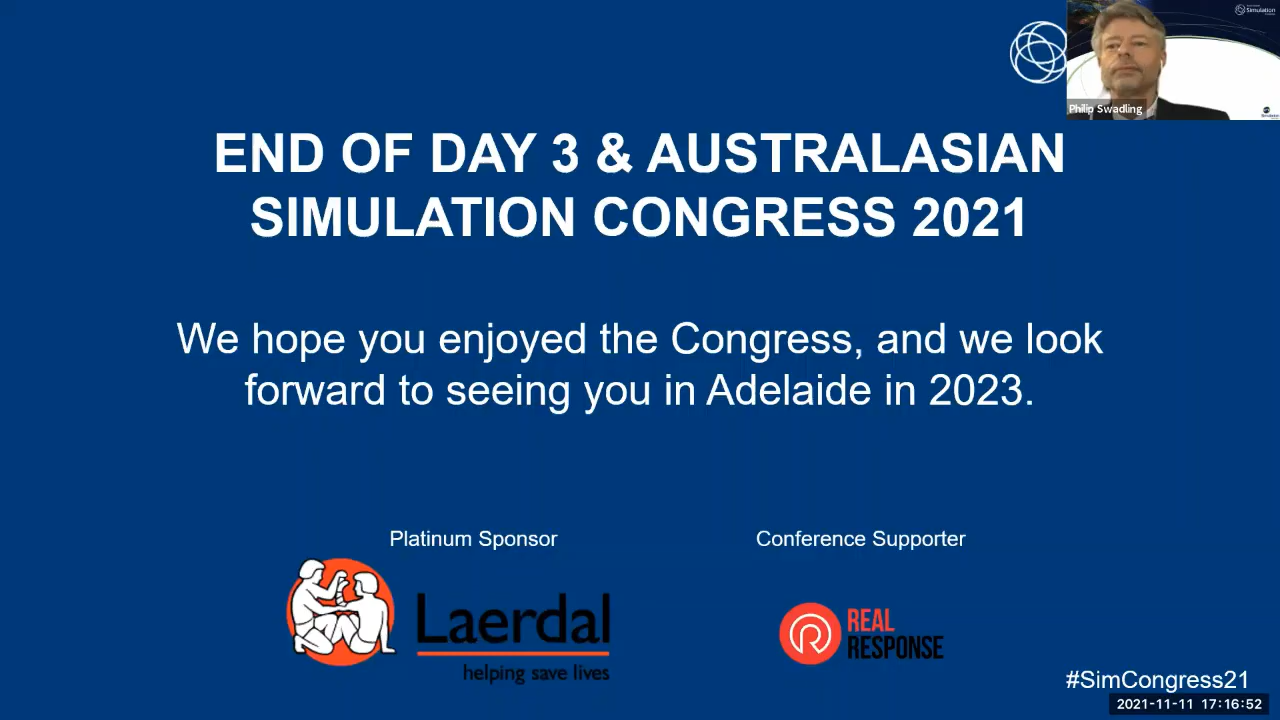 Simulation
Philip Swadling
END OF DAY 3 & AUSTRALASIAN
SIMULATION CONGRESS 2021
We hope you enjoyed the Congress, and we look
forward to seeing you in Adelaide in 2023.
Platinum Sponsor
Conference Supporter
Laerdal
helping save lives
REAL
RESPONSE
#SimCongress21
2021-11-11 17:16:52